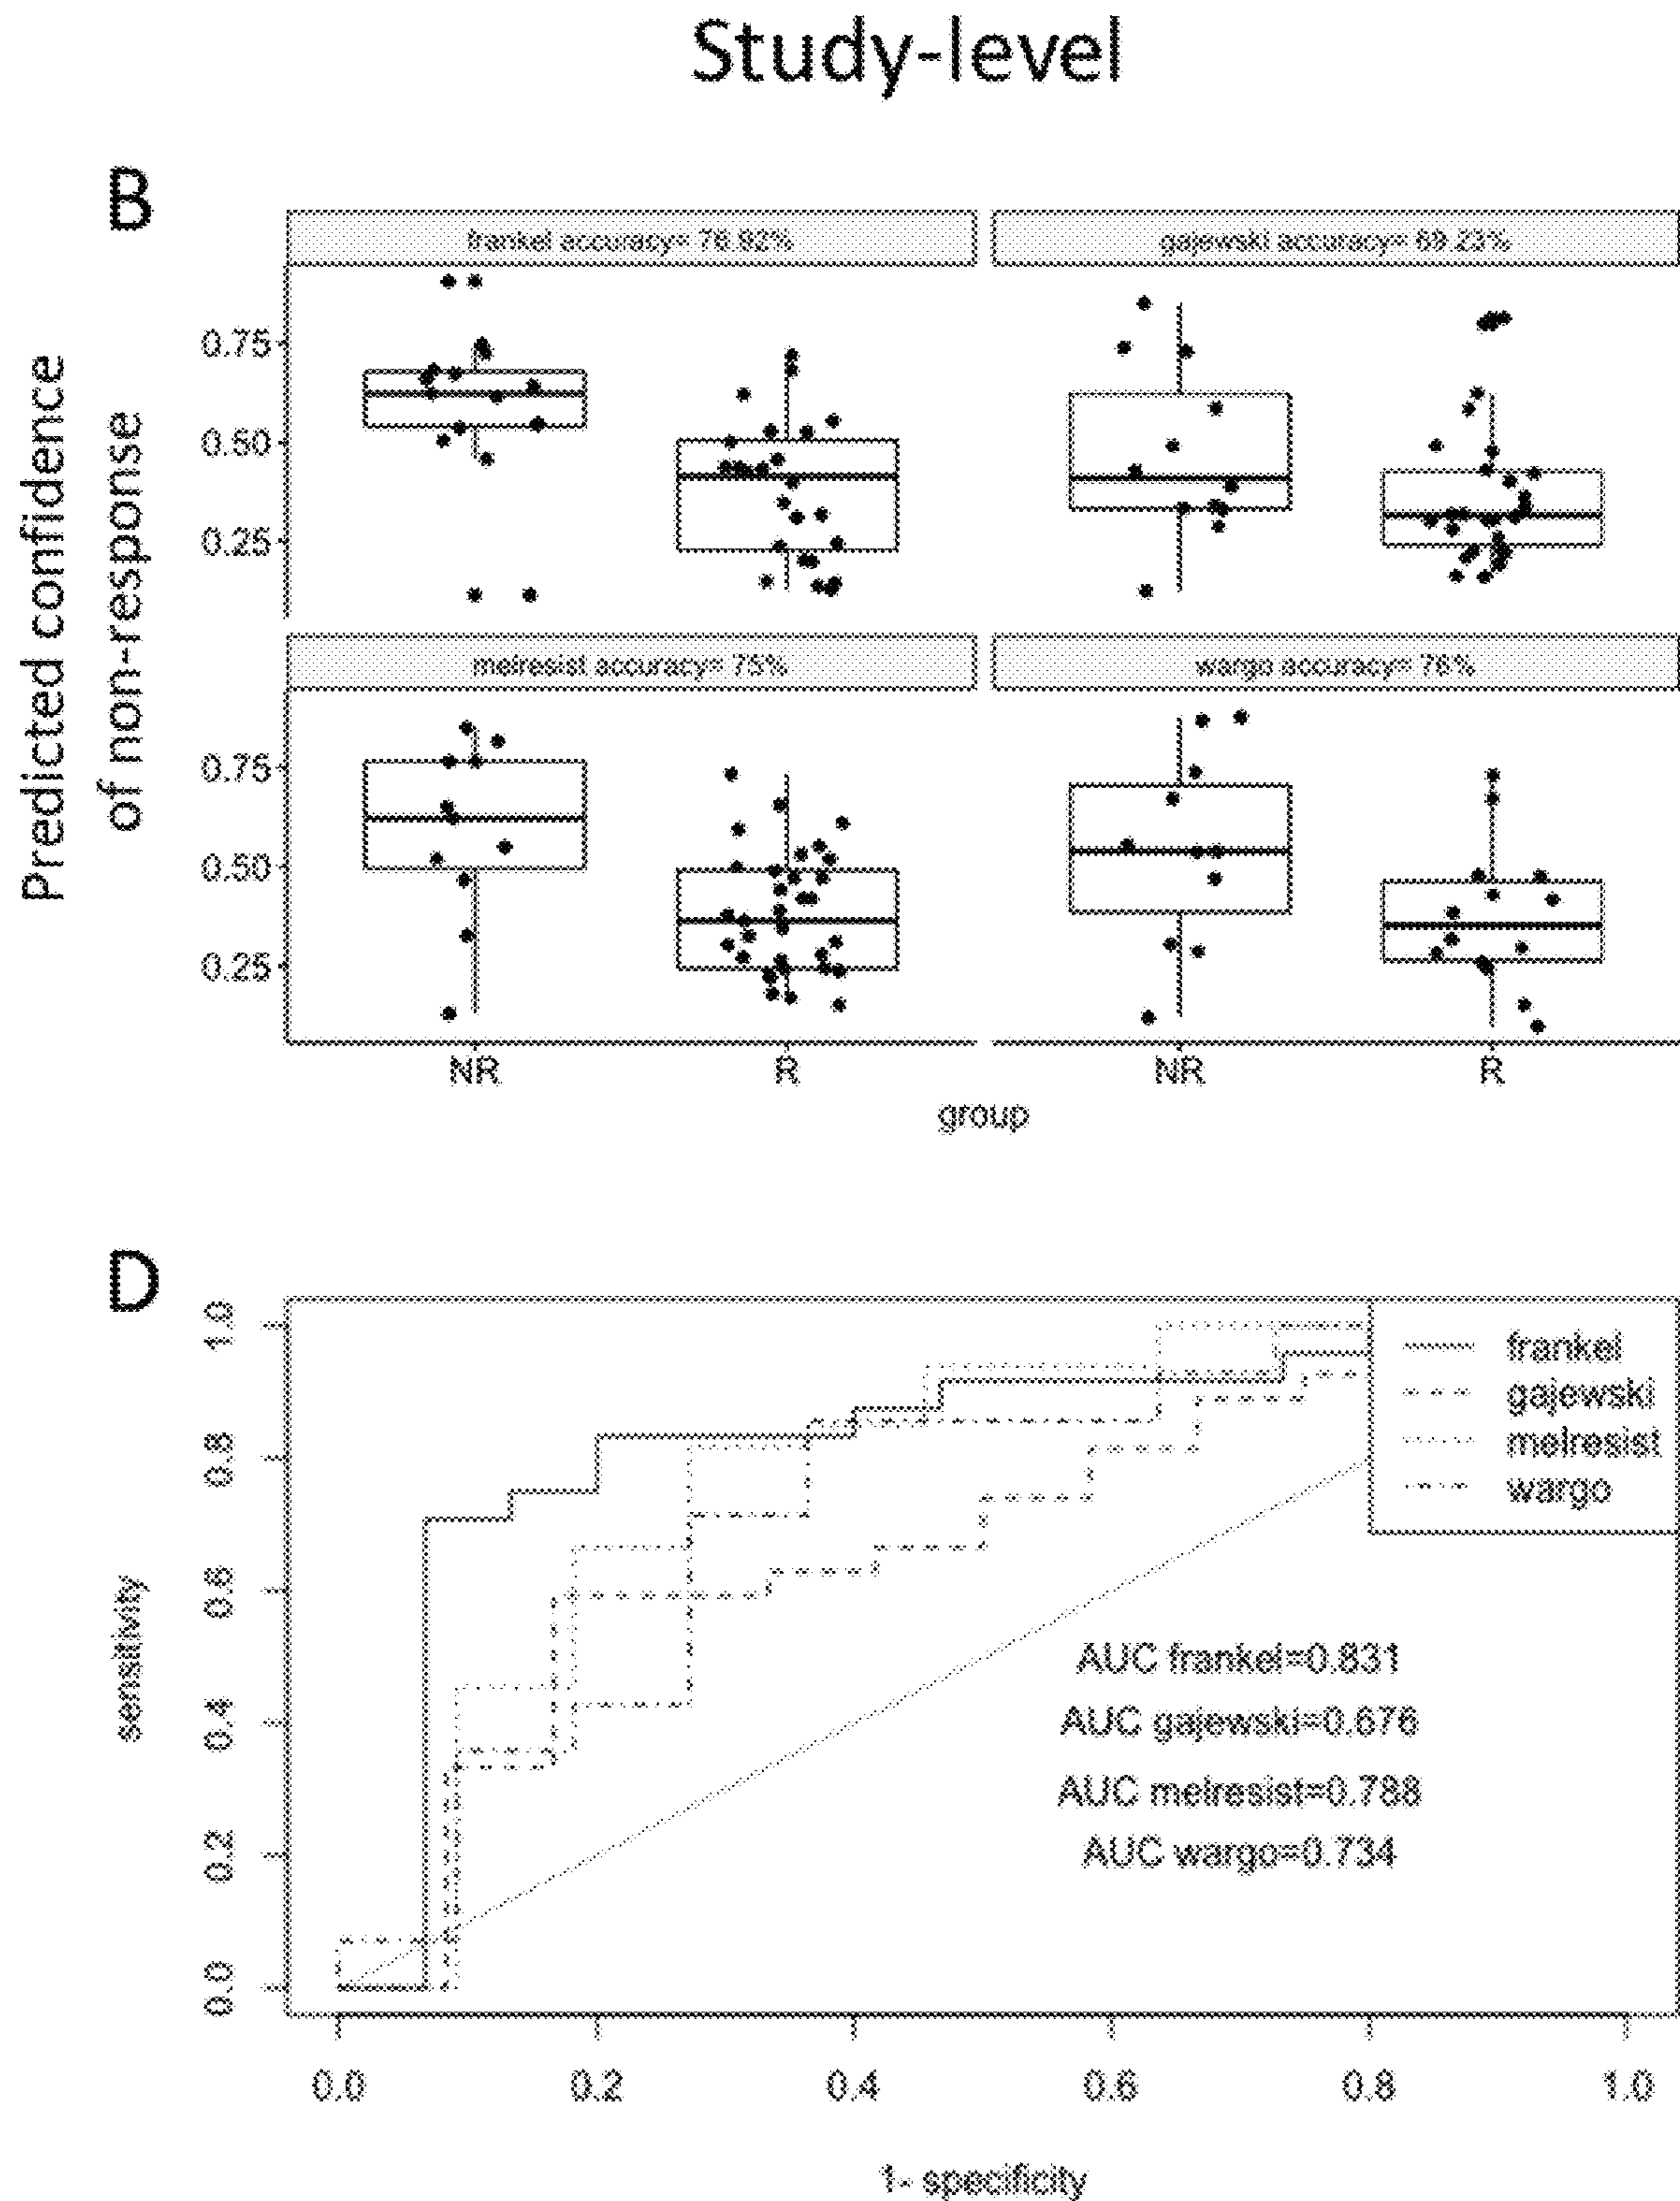 Study-level
B
Predicted confidence
of non-response
frankel accuracy= 76.92%
gajewski accuracy= 69.23%
0.75
0.50
0.25
melresist accuracy= 75%
wargo accuracy= 76%
0.75
0.50
0.25
NR
R
NR
R
group
D
sensitivity
1.0
0.8
0.6
0.4
0.2
0.0
frankel
gajewski
melresist
wargo
AUC frankel=0.831
AUC gajewski=0.676
AUC melresist=0.788
AUC wargo=0.734
0.0
0.2
0.4
0.6
0.8
1.0
1- specificity